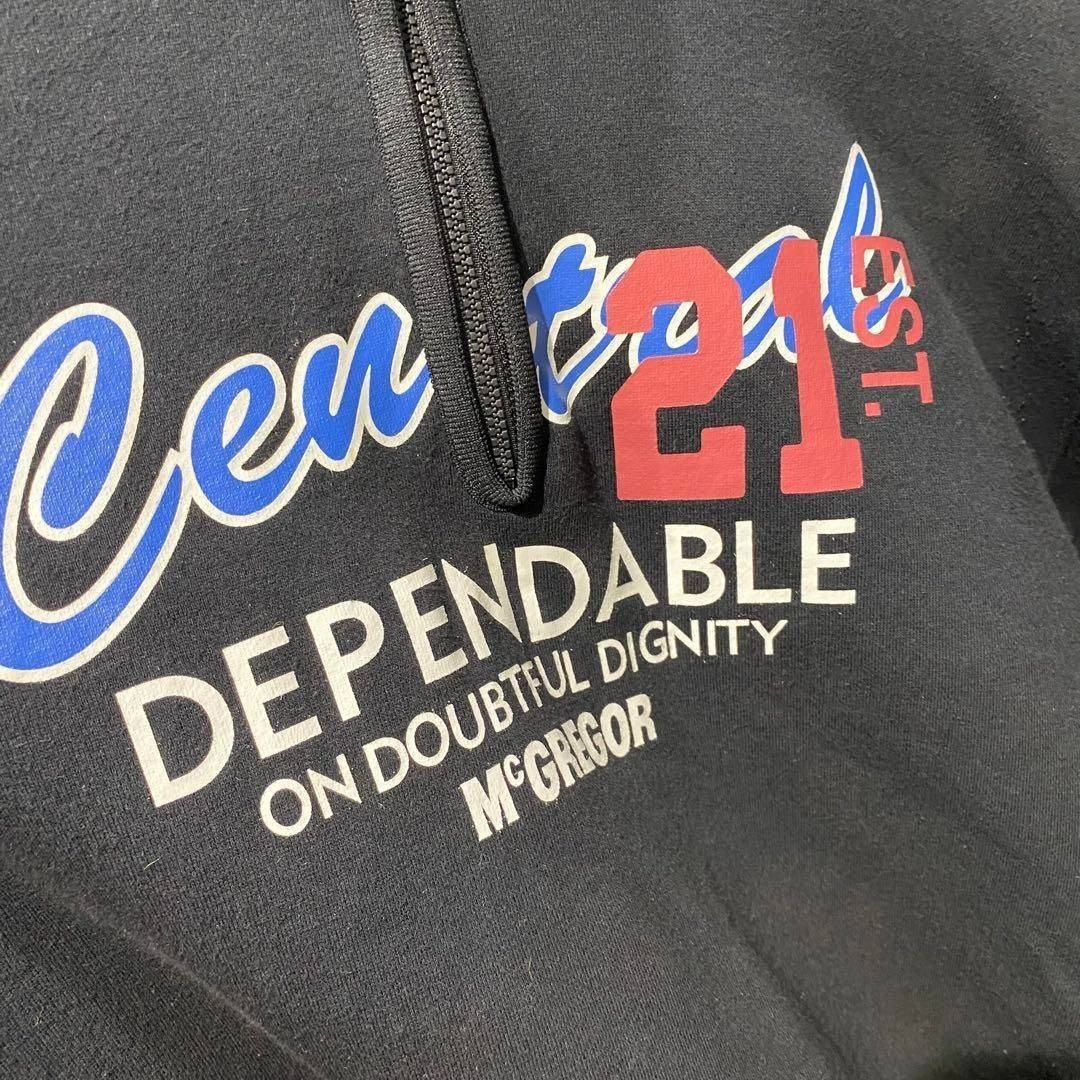 Central
21
EST.
DEPENDABLE
ON DOUBTFUL DIGNITY
McGREGOR